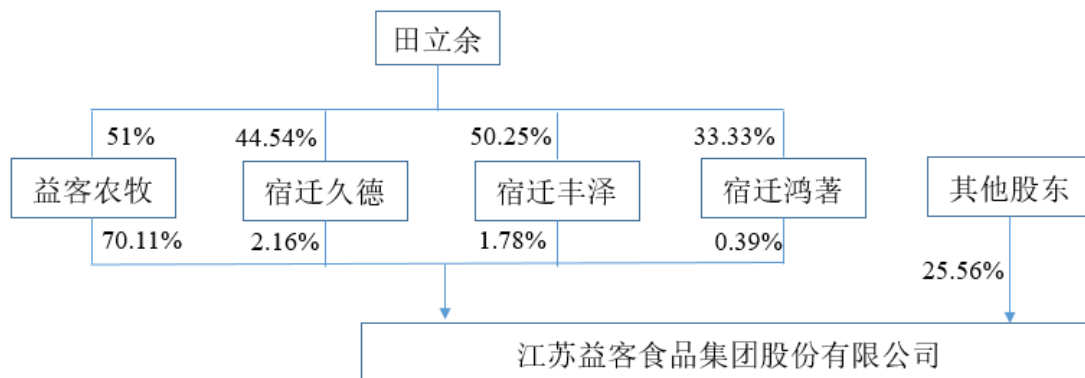 田立余
51%
44.54%
50.25%
33.33%
益客农牧
宿迁久德
宿迁丰泽
宿迁鸿著
其他股东
70.11%
2.16%
1.78%
0.39%
25.56%
江苏益客食品集团股份有限公司